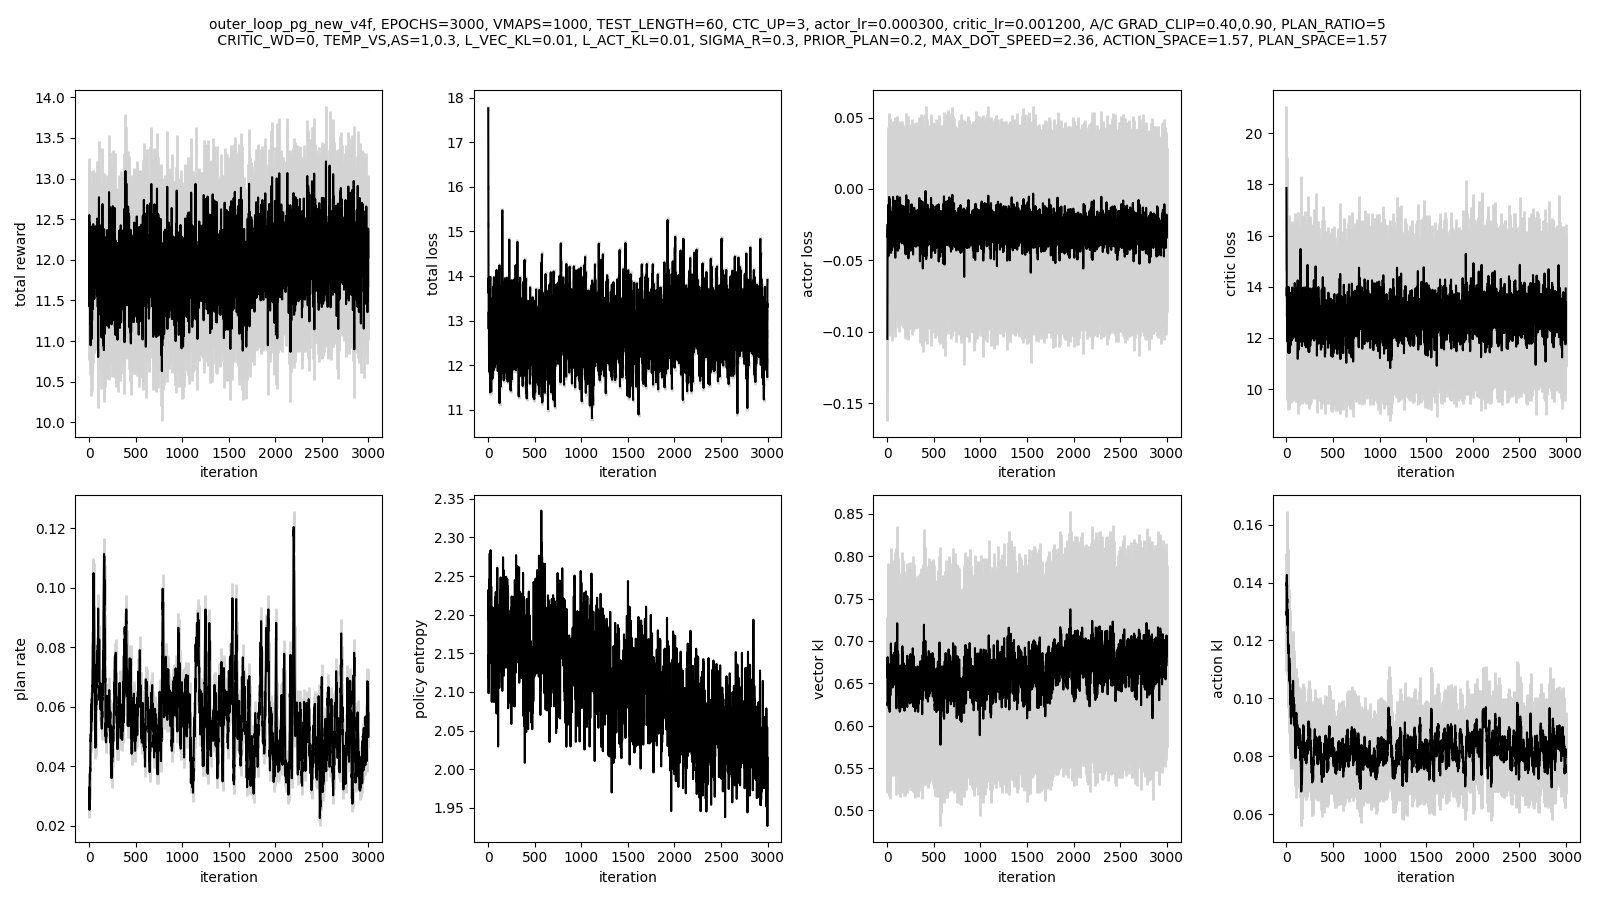 outer_loop_pg_new_v4f, EPOCHS=3000, VMAPS=1000, TEST_LENGTH=60, CTC_UP=3, actor_lr=0.000300, critic_lr=0.001200, A/C GRAD_CLIP=0.40,0.90, PLAN_RATIO=5
CRITIC_WD=0, TEMP_VS,AS=1,0.3, L_VEC_KL=0.01, L_ACT_KL=0.01, SIGMA_R=0.3, PRIOR_PLAN=0.2, MAX_DOT_SPEED=2.36, ACTION_SPACE=1.57, PLAN_SPACE=1.57
total reward
14.0
13.5
13.0
12.5
12.0
11.5
11.0
10.5
10.0
0 500 1000 1500 2000 2500 3000
iteration
total loss
18
17
16
15
14
13
12
11
0 500 1000 1500 2000 2500 3000
iteration
actor loss
0.05
0.00
−0.05
−0.10
−0.15
0 500 1000 1500 2000 2500 3000
iteration
critic loss
20
18
16
14
12
10
0 500 1000 1500 2000 2500 3000
iteration
plan rate
0.12
0.10
0.08
0.06
0.04
0.02
0 500 1000 1500 2000 2500 3000
iteration
policy entropy
2.35
2.30
2.25
2.20
2.15
2.10
2.05
2.00
1.95
0 500 1000 1500 2000 2500 3000
iteration
vector kl
0.85
0.80
0.75
0.70
0.65
0.60
0.55
0.50
0 500 1000 1500 2000 2500 3000
iteration
action kl
0.16
0.14
0.12
0.10
0.08
0.06
0 500 1000 1500 2000 2500 3000
iteration